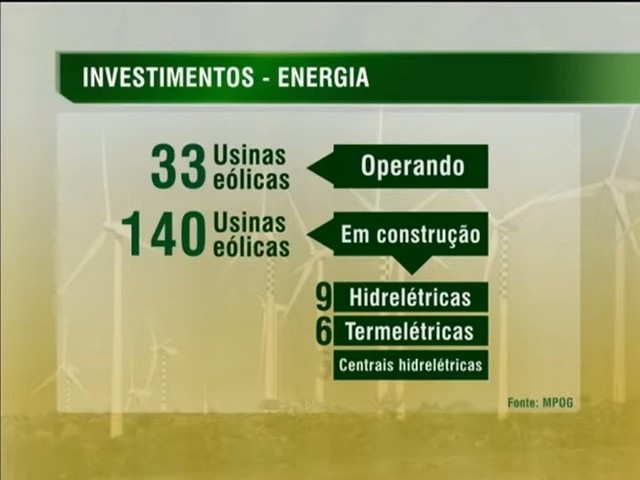 INVESTIMENTOS - ENERGIA
33 Usinas eólicas Operando
140 Usinas eólicas Em construção
9 Hidrelétricas
6 Termelétricas
Centrais hidrelétricas
Fonte: MPOG